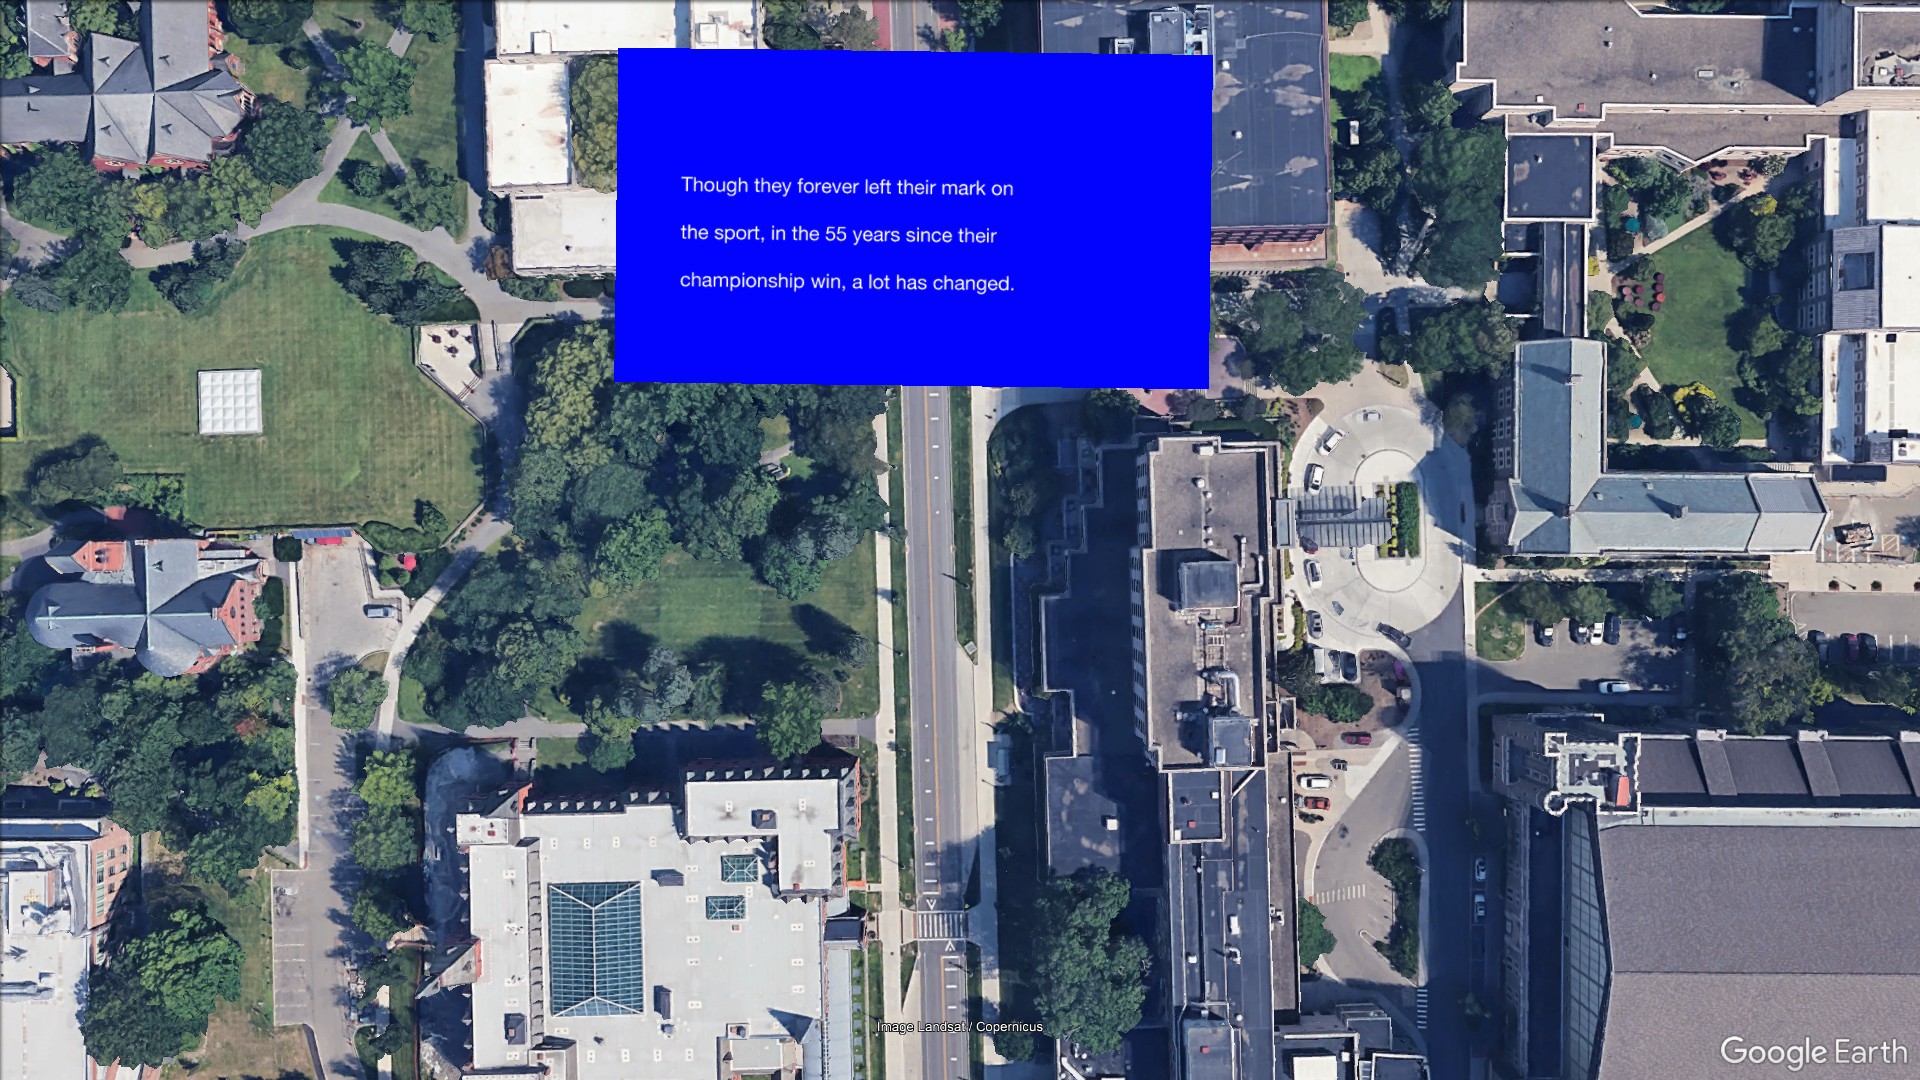 Though they forever left their mark on
the sport, in the 55 years since their
championship win, a lot has changed.
Image Landsat / Copernicus
Google Earth